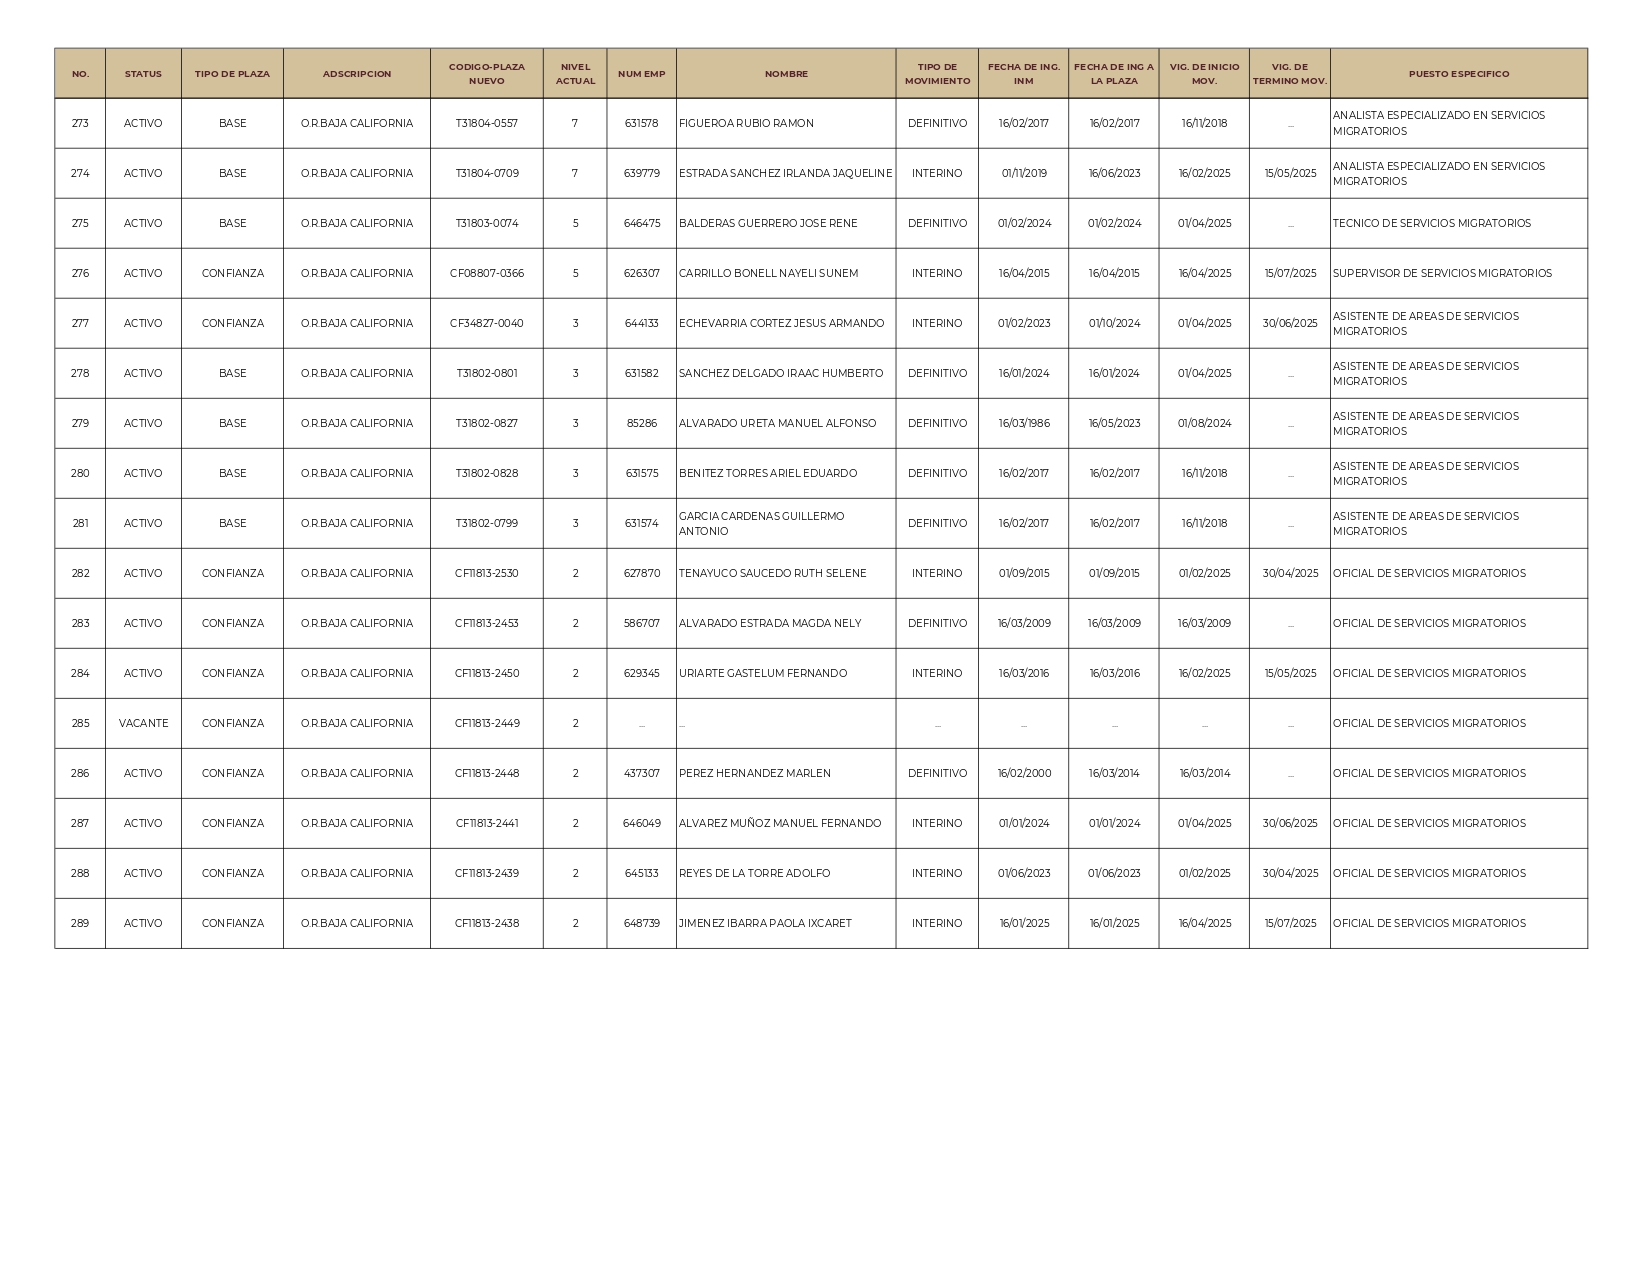 NO. STATUS TIPO DE PLAZA ADSCRIPCION CODIGO-PLAZA NUEVO NIVEL ACTUAL NUM EMP NOMBRE TIPO DE MOVIMIENTO FECHA DE ING. INM FECHA DE ING A LA PLAZA VIG. DE INICIO MOV. VIG. DE TERMINO MOV. PUESTO ESPECIFICO
273 ACTIVO BASE O.R.BAJA CALIFORNIA T31804-0557 7 631578 FIGUEROA RUBIO RAMON DEFINITIVO 16/02/2017 16/02/2017 16/11/2018 ... ANALISTA ESPECIALIZADO EN SERVICIOS MIGRATORIOS
274 ACTIVO BASE O.R.BAJA CALIFORNIA T31804-0709 7 639779 ESTRADA SANCHEZ IRLANDA JAQUELINE INTERINO 01/11/2019 16/06/2023 16/02/2025 15/05/2025 ANALISTA ESPECIALIZADO EN SERVICIOS MIGRATORIOS
275 ACTIVO BASE O.R.BAJA CALIFORNIA T31803-0074 5 646475 BALDERAS GUERRERO JOSE RENE DEFINITIVO 01/02/2024 01/02/2024 01/04/2025 ... TECNICO DE SERVICIOS MIGRATORIOS
276 ACTIVO CONFIANZA O.R.BAJA CALIFORNIA CF08807-0366 5 626307 CARRILLO BONELL NAYELI SUNEM INTERINO 16/04/2015 16/04/2015 16/04/2025 15/07/2025 SUPERVISOR DE SERVICIOS MIGRATORIOS
277 ACTIVO CONFIANZA O.R.BAJA CALIFORNIA CF34827-0040 3 644133 ECHEVARRIA CORTEZ JESUS ARMANDO INTERINO 01/02/2023 01/10/2024 01/04/2025 30/06/2025 ASISTENTE DE AREAS DE SERVICIOS MIGRATORIOS
278 ACTIVO BASE O.R.BAJA CALIFORNIA T31802-0801 3 631582 SANCHEZ DELGADO IRAAC HUMBERTO DEFINITIVO 16/01/2024 16/01/2024 01/04/2025 ... ASISTENTE DE AREAS DE SERVICIOS MIGRATORIOS
279 ACTIVO BASE O.R.BAJA CALIFORNIA T31802-0827 3 85286 ALVARADO URETA MANUEL ALFONSO DEFINITIVO 16/03/1986 16/05/2023 01/08/2024 ... ASISTENTE DE AREAS DE SERVICIOS MIGRATORIOS
280 ACTIVO BASE O.R.BAJA CALIFORNIA T31802-0828 3 631575 BENITEZ TORRES ARIEL EDUARDO DEFINITIVO 16/02/2017 16/02/2017 16/11/2018 ... ASISTENTE DE AREAS DE SERVICIOS MIGRATORIOS
281 ACTIVO BASE O.R.BAJA CALIFORNIA T31802-0799 3 631574 GARCIA CARDENAS GUILLERMO ANTONIO DEFINITIVO 16/02/2017 16/02/2017 16/11/2018 ... ASISTENTE DE AREAS DE SERVICIOS MIGRATORIOS
282 ACTIVO CONFIANZA O.R.BAJA CALIFORNIA CF11813-2530 2 627870 TENAYUCO SAUCEDO RUTH SELENE INTERINO 01/09/2015 01/09/2015 01/02/2025 30/04/2025 OFICIAL DE SERVICIOS MIGRATORIOS
283 ACTIVO CONFIANZA O.R.BAJA CALIFORNIA CF11813-2453 2 586707 ALVARADO ESTRADA MAGDA NELY DEFINITIVO 16/03/2009 16/03/2009 16/03/2009 ... OFICIAL DE SERVICIOS MIGRATORIOS
284 ACTIVO CONFIANZA O.R.BAJA CALIFORNIA CF11813-2450 2 629345 URIARTE GASTELUM FERNANDO INTERINO 16/03/2016 16/03/2016 16/02/2025 15/05/2025 OFICIAL DE SERVICIOS MIGRATORIOS
285 VACANTE CONFIANZA O.R.BAJA CALIFORNIA CF11813-2449 2 ... ... ... ... ... ... ... OFICIAL DE SERVICIOS MIGRATORIOS
286 ACTIVO CONFIANZA O.R.BAJA CALIFORNIA CF11813-2448 2 437307 PEREZ HERNANDEZ MARLEN DEFINITIVO 16/02/2000 16/03/2014 16/03/2014 ... OFICIAL DE SERVICIOS MIGRATORIOS
287 ACTIVO CONFIANZA O.R.BAJA CALIFORNIA CF11813-2441 2 646049 ALVAREZ MUÑOZ MANUEL FERNANDO INTERINO 01/01/2024 01/01/2024 01/04/2025 30/06/2025 OFICIAL DE SERVICIOS MIGRATORIOS
288 ACTIVO CONFIANZA O.R.BAJA CALIFORNIA CF11813-2439 2 645133 REYES DE LA TORRE ADOLFO INTERINO 01/06/2023 01/06/2023 01/02/2025 30/04/2025 OFICIAL DE SERVICIOS MIGRATORIOS
289 ACTIVO CONFIANZA O.R.BAJA CALIFORNIA CF11813-2438 2 648739 JIMENEZ IBARRA PAOLA IXCARET INTERINO 16/01/2025 16/01/2025 16/04/2025 15/07/2025 OFICIAL DE SERVICIOS MIGRATORIOS